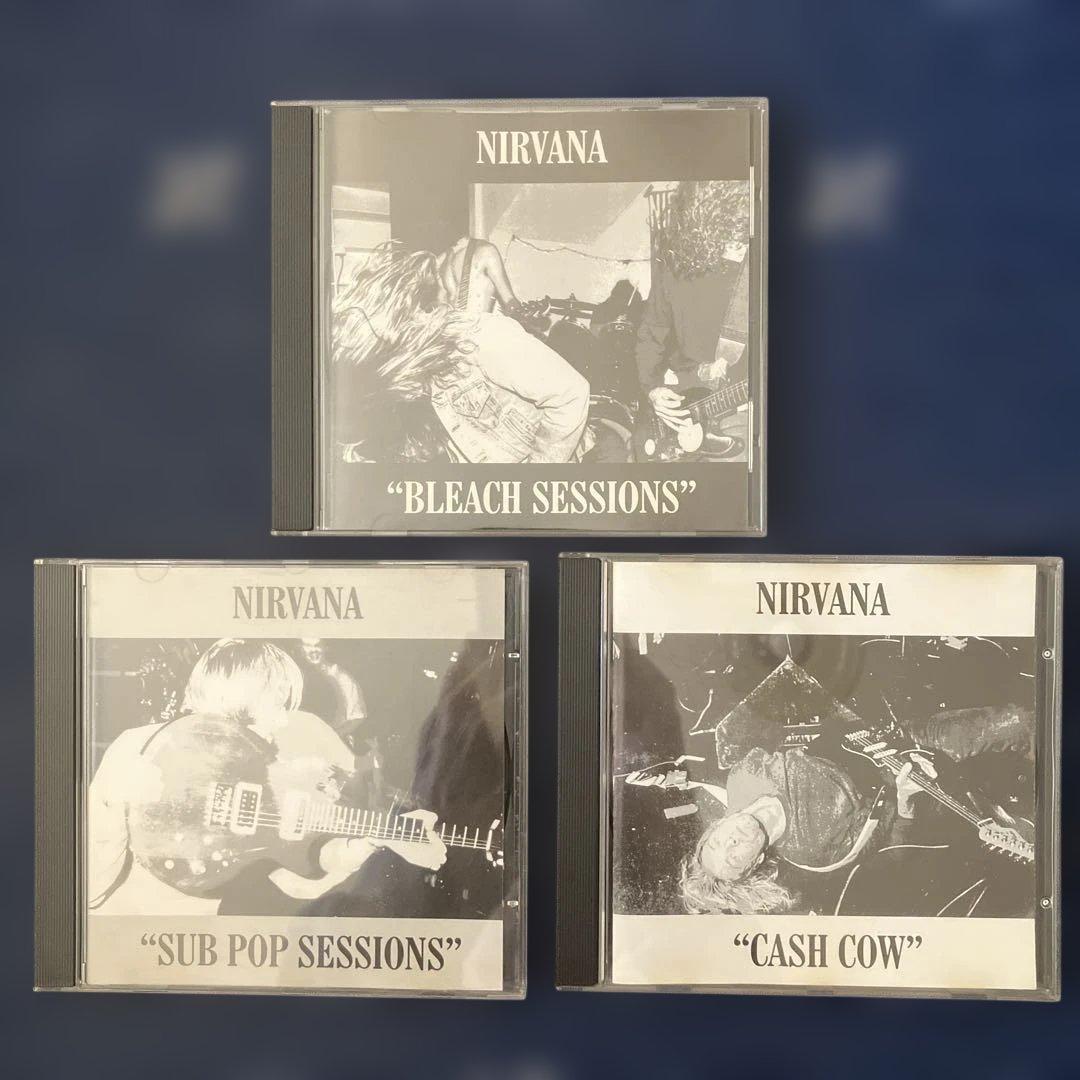 NIRVANA
“BLEACH SESSIONS”
NIRVANA
“SUB POP SESSIONS”
NIRVANA
“CASH COW”